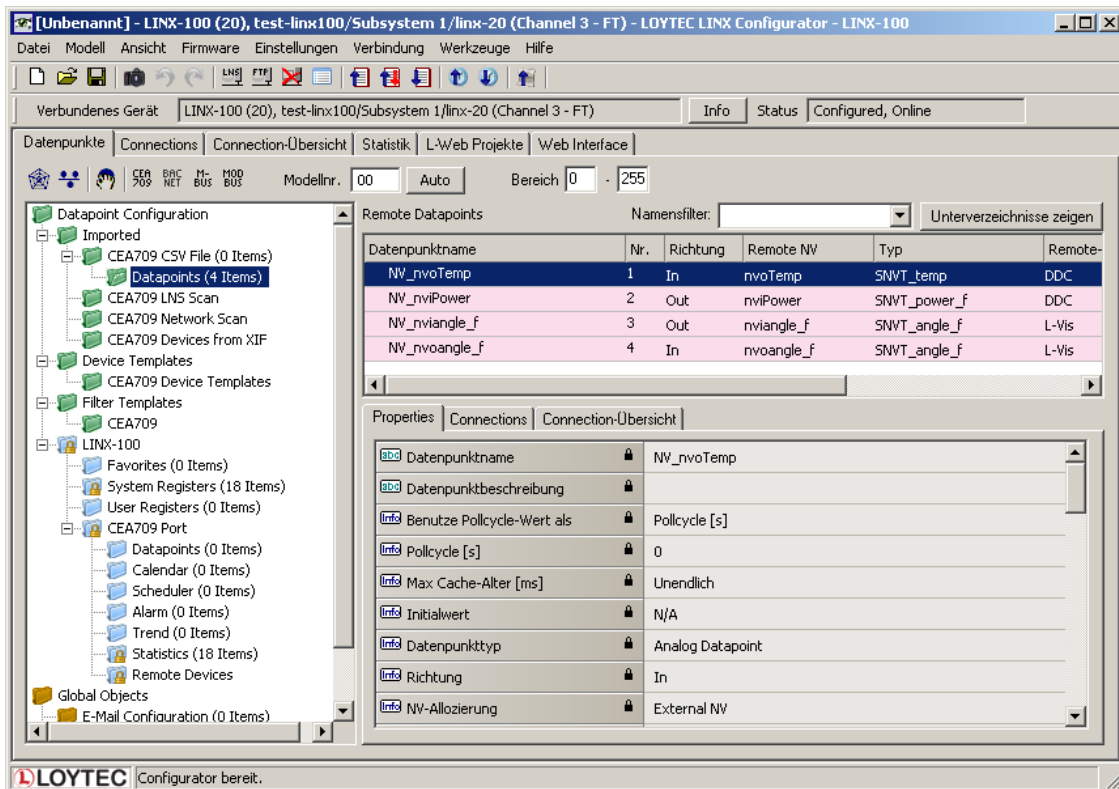 [Unbenannt] - LINX-100 (20), test-linx100/Subsystem 1/linx-20 (Channel 3 - FT) - LOYTEC LINX Configurator - LINX-100
Datei Modell Ansicht Firmware Einstellungen Verbindung Werkzeuge Hilfe
LNS FTP
Verbundenes Gerät LINX-100 (20), test-linx100/Subsystem 1/linx-20 (Channel 3 - FT) Info Status Configured, Online
Datenpunkte Connections Connection-Übersicht Statistik L-Web Projekte Web Interface
CEA 709 BAC NET M-BUS MOD BUS Modellnr. 00 Auto Bereich 0 - 255
Datapoint Configuration
Imported
CEA709 CSV File (0 Items)
Datapoints (4 Items)
CEA709 LNS Scan
CEA709 Network Scan
CEA709 Devices from XIF
Device Templates
CEA709 Device Templates
Filter Templates
CEA709
LINX-100
Favorites (0 Items)
System Registers (18 Items)
User Registers (0 Items)
CEA709 Port
Datapoints (0 Items)
Calendar (0 Items)
Scheduler (0 Items)
Alarm (0 Items)
Trend (0 Items)
Statistics (18 Items)
Remote Devices
Global Objects
E-Mail Configuration (0 Items)
Remote Datapoints Namensfilter: Unterverzeichnisse zeigen
Datenpunktname Nr. Richtung Remote NV Typ Remote-
NV_nvoTemp 1 In nvoTemp SNVT_temp DDC
NV_nviPower 2 Out nviPower SNVT_power_f DDC
NV_nviangle_f 3 Out nviangle_f SNVT_angle_f L-Vis
NV_nvoangle_f 4 In nvoangle_f SNVT_angle_f L-Vis
Properties Connections Connection-Übersicht
abc Datenpunktname NV_nvoTemp
abc Datenpunktbeschreibung
Info Benutze Pollcycle-Wert als Pollcycle [s]
Info Pollcycle [s] 0
Info Max Cache-Alter [ms] Unendlich
Info Initialwert N/A
Info Datenpunkttyp Analog Datapoint
Info Richtung In
Info NV-Allozierung External NV
LOYTEC Configurator bereit.